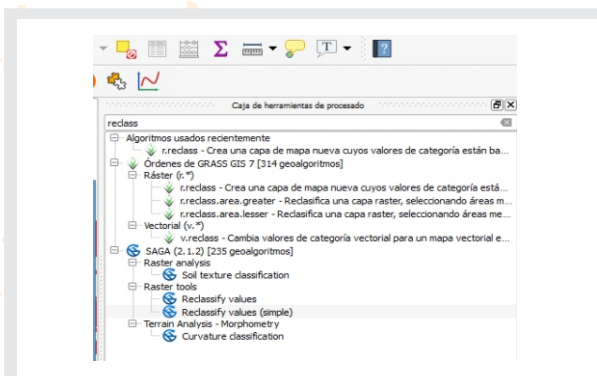 Σ
T
?
Caja de herramientas de procesado
reclass
Algoritmos usados recientemente
r.reclass - Crea una capa de mapa nueva cuyos valores de categoría están ba...
Órdenes de GRASS GIS 7 [314 geoalgoritmos]
Ráster (r.*)
r.reclass - Crea una capa de mapa nueva cuyos valores de categoría está...
r.reclass.area.greater - Reclasifica una capa raster, seleccionando áreas m...
r.reclass.area.lesser - Reclasifica una capa raster, seleccionando áreas me...
Vectorial (v.*)
v.reclass - Cambia valores de categoría vectorial para un mapa vectorial e...
SAGA (2.1.2) [235 geoalgoritmos]
Raster analysis
Soil texture classification
Raster tools
Reclassify values
Reclassify values (simple)
Terrain Analysis - Morphometry
Curvature classification